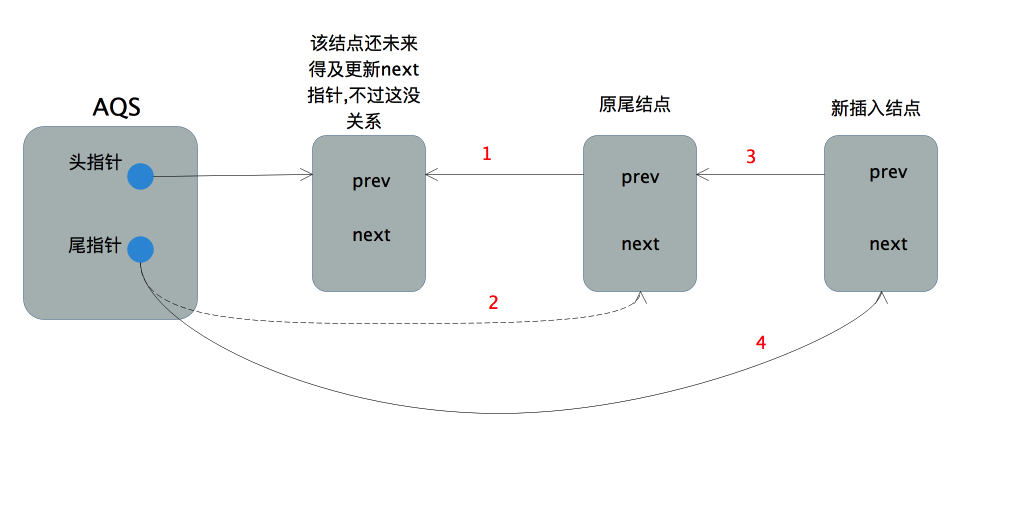 该结点还未来
得及更新next
指针,不过这没
关系
AQS
头指针
尾指针
prev
next
1
原尾结点
prev
next
3
新插入结点
prev
next
2
4